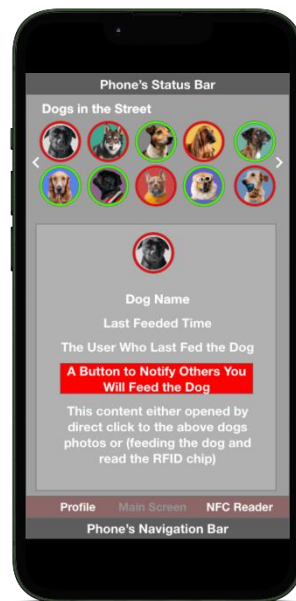 Phone's Status Bar
Dogs in the Street
Dog Name
Last Feeded Time
The User Who Last Fed the Dog
A Button to Notify Others You
Will Feed the Dog
This content either opened by
direct click to the above dogs
photos or (feeding the dog and
read the RFID chip)
Profile Main Screen NFC Reader
Phone's Navigation Bar